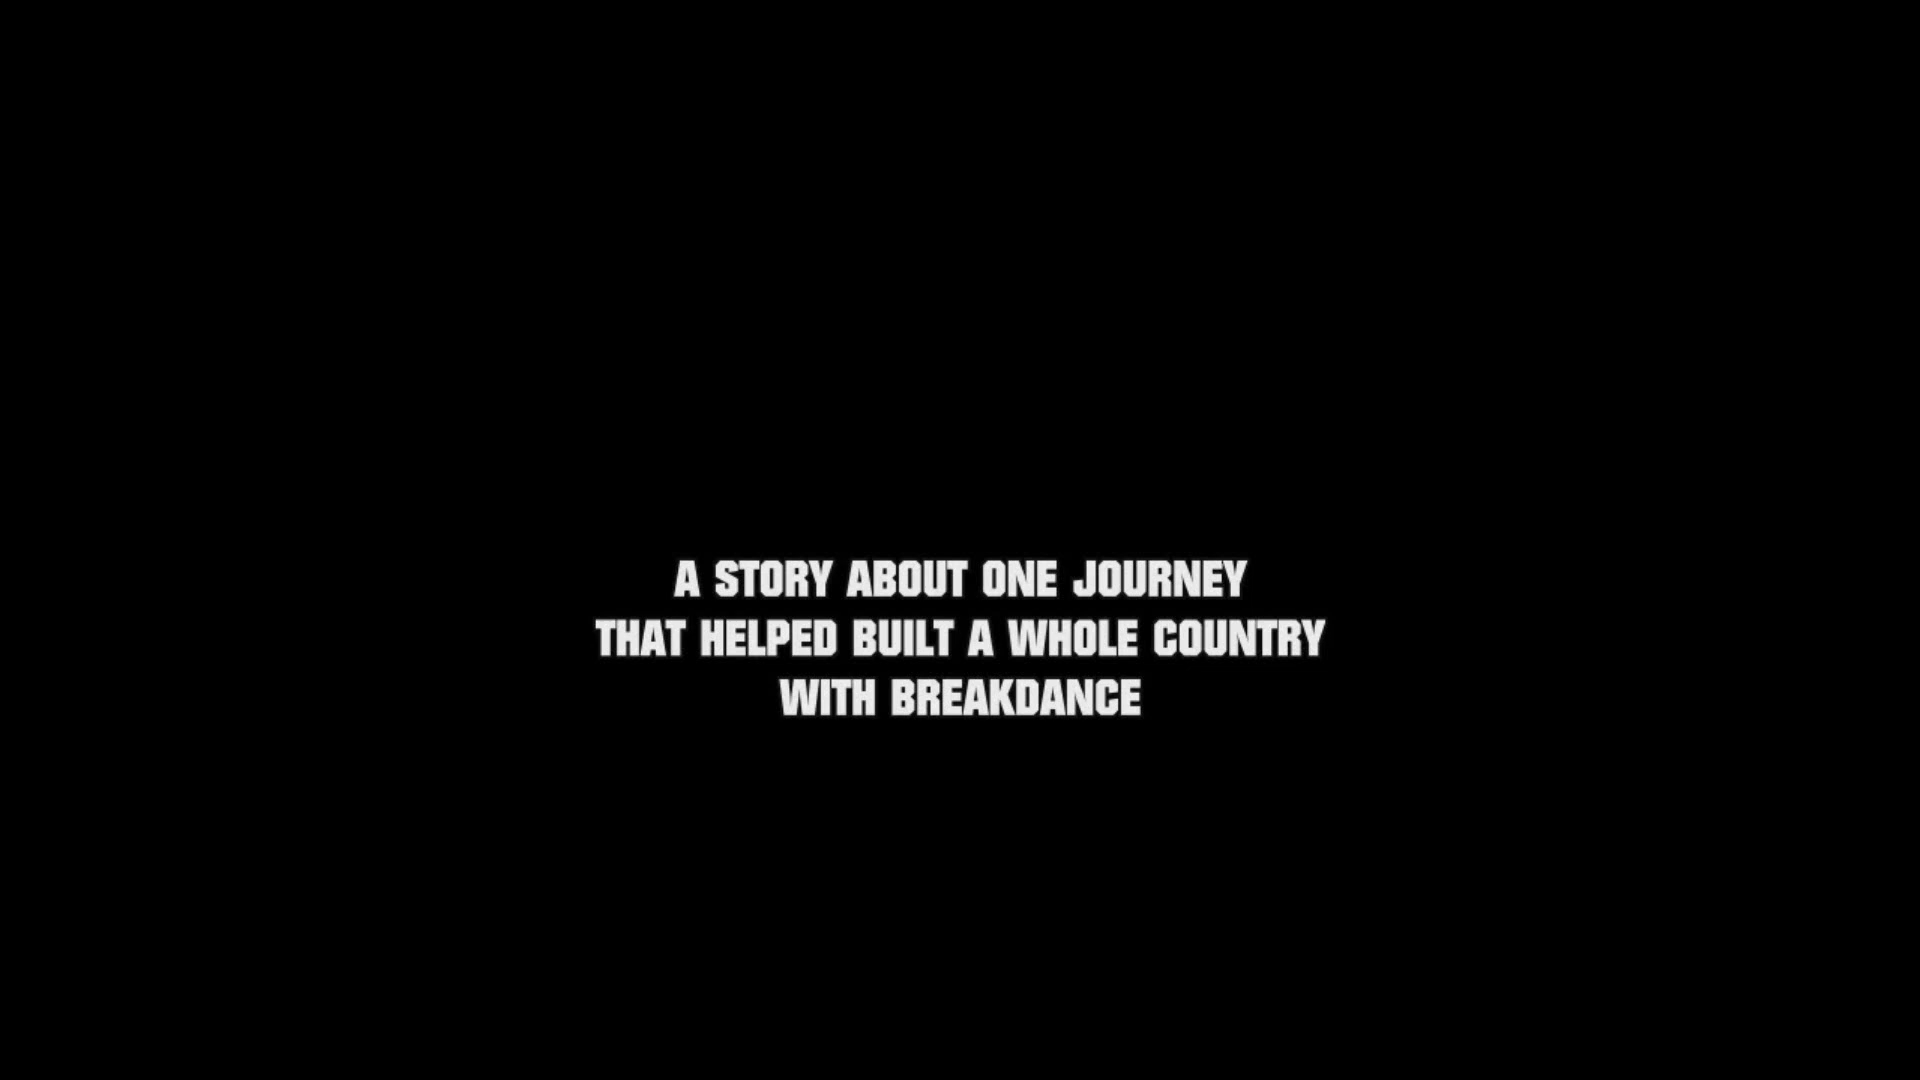 A STORY ABOUT ONE JOURNEY
THAT HELPED BUILT A WHOLE COUNTRY
WITH BREAKDANCE